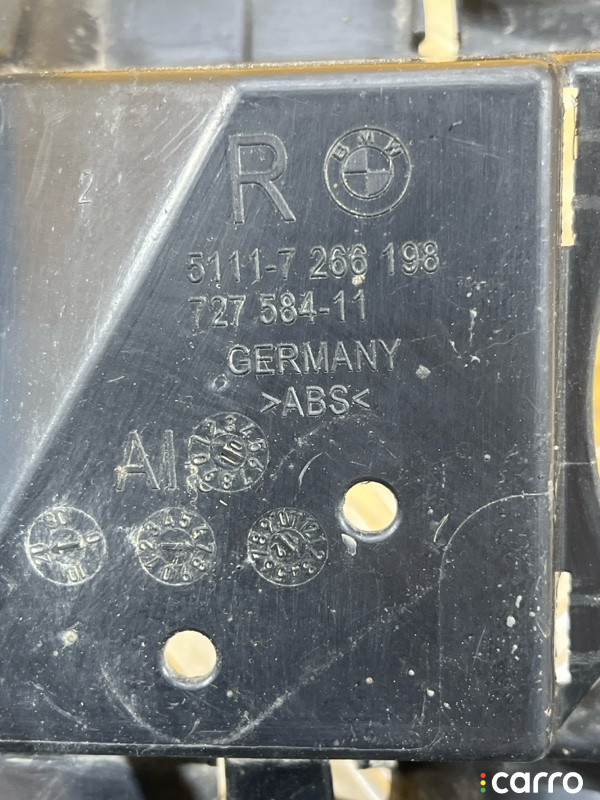 R BMW
2
5111-7 266 198
727 584-11
GERMANY
>ABS<
AI
carro